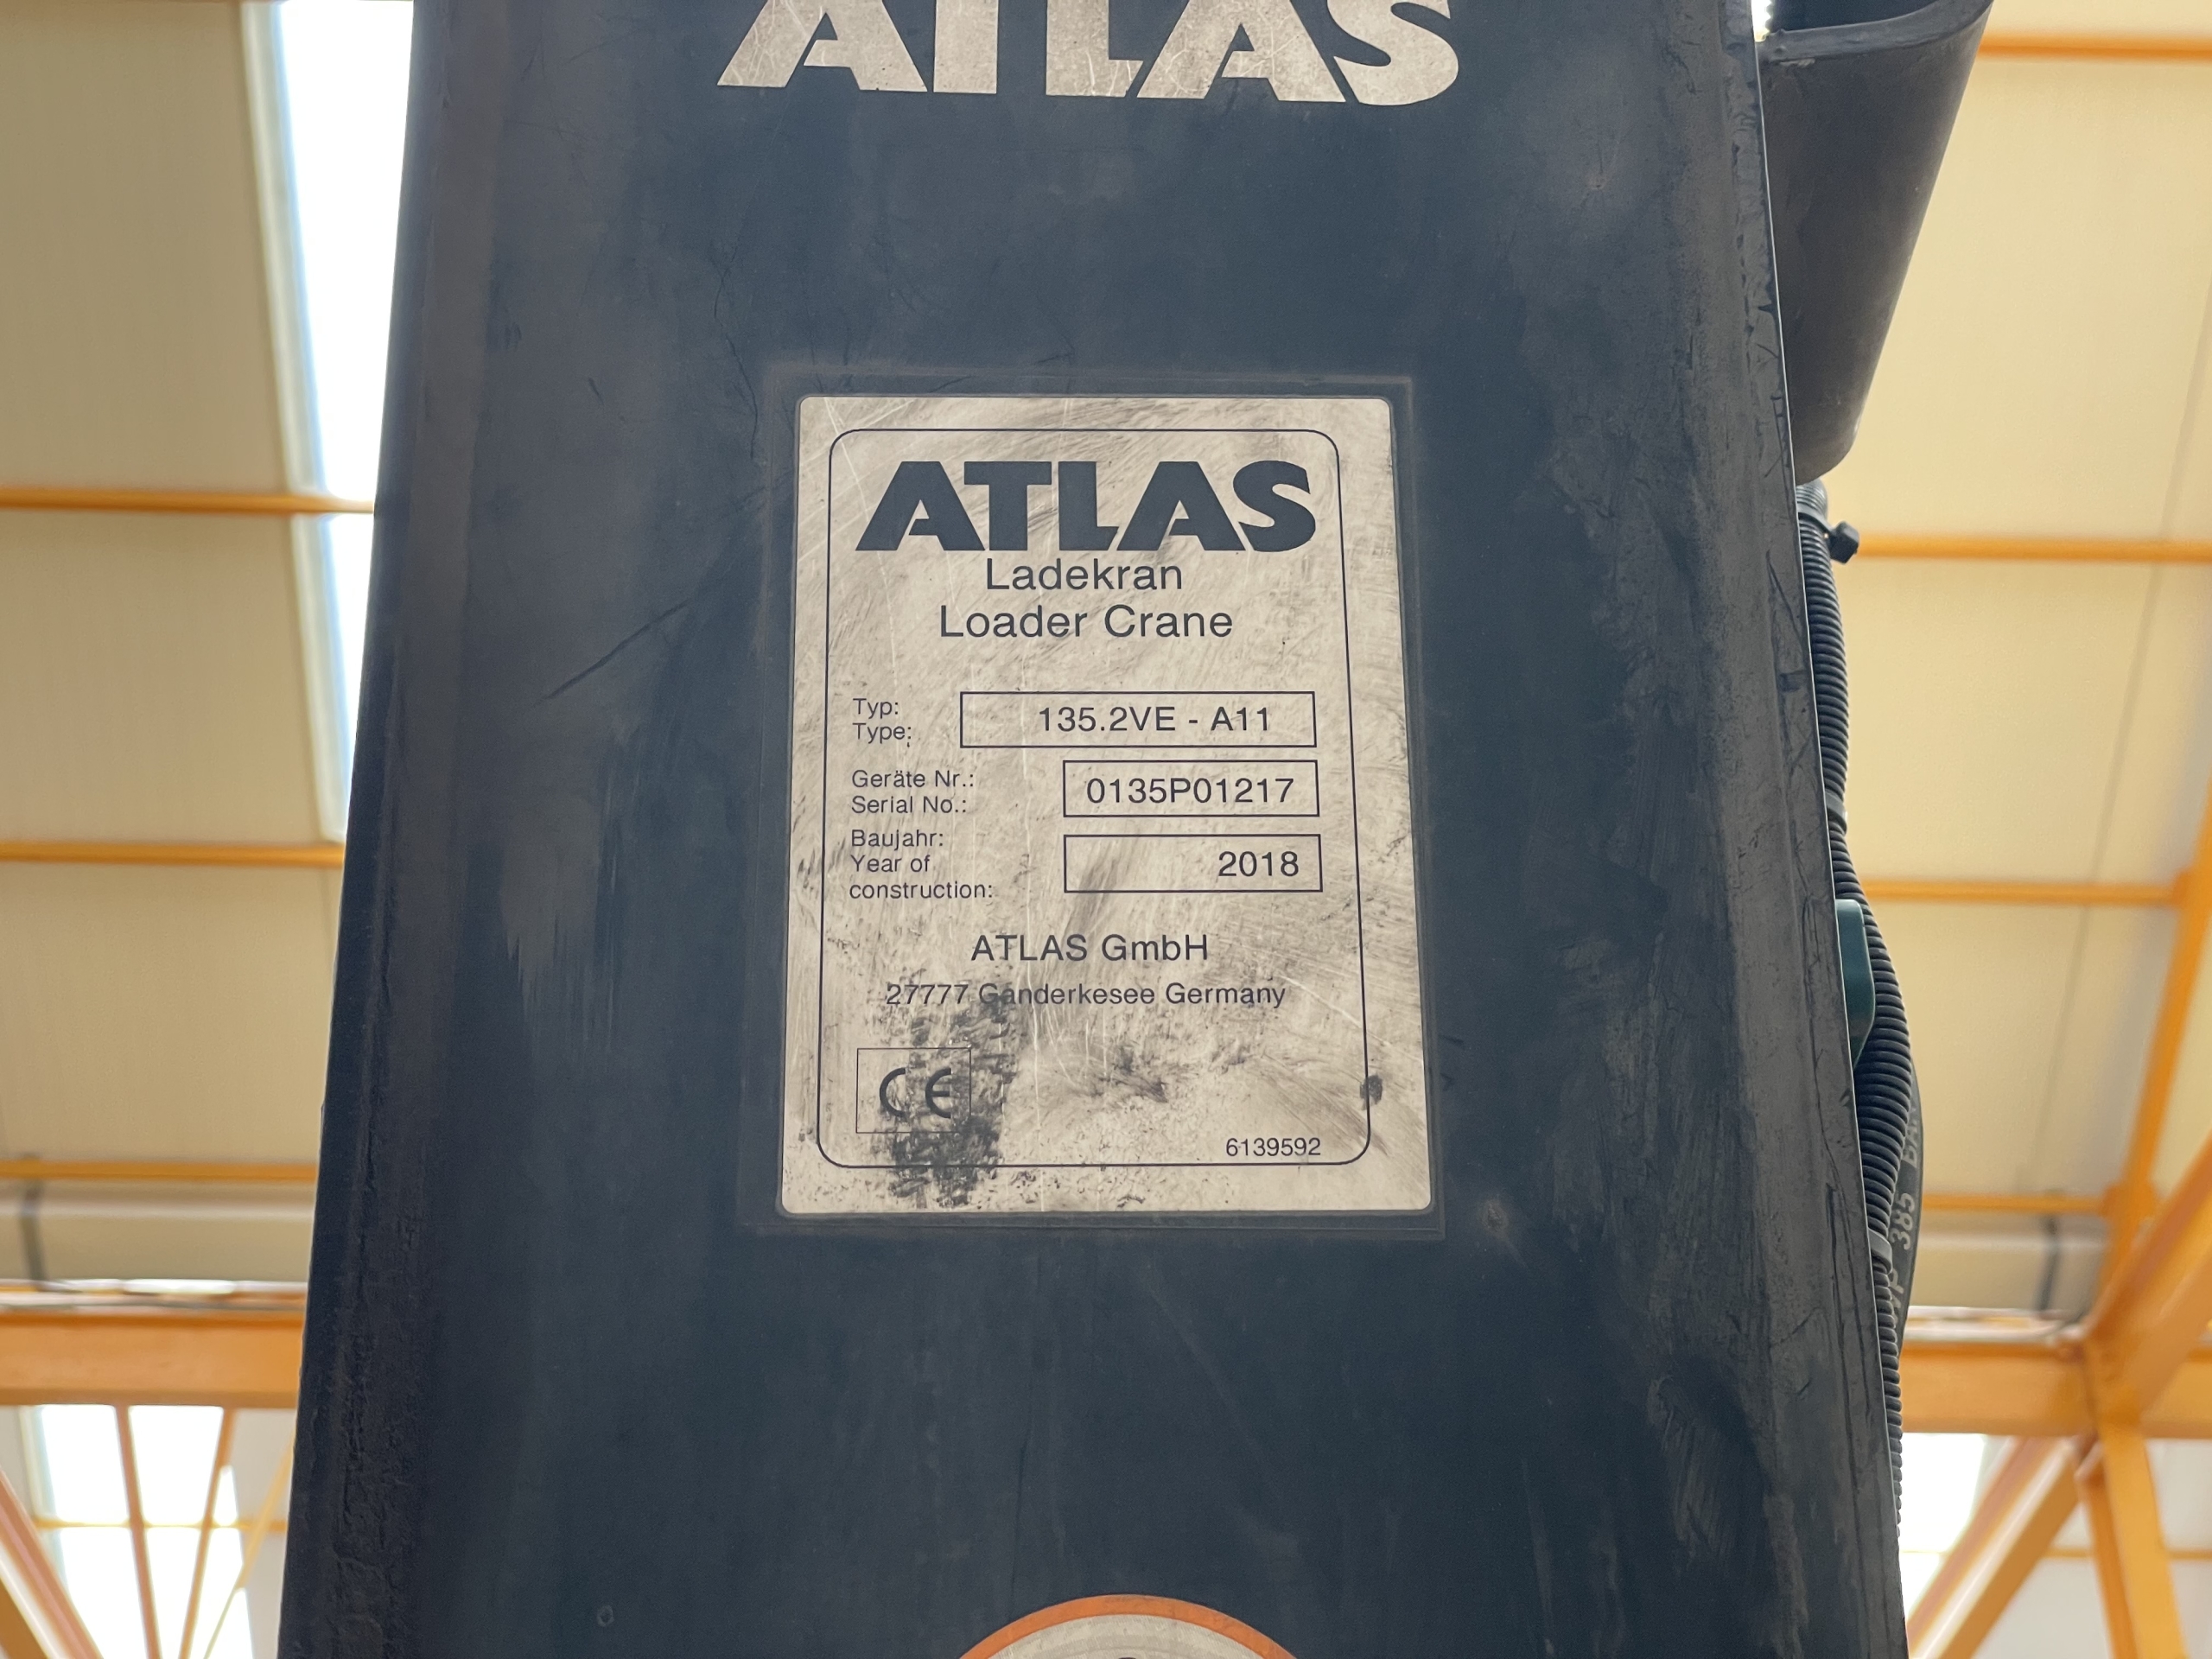 ATLAS
ATLAS
Ladekran
Loader Crane
Typ:
Type:
135.2VE - A11
Geräte Nr.:
Serial No.:
0135P01217
Baujahr:
Year of
construction:
2018
ATLAS GmbH
27777 Ganderkesee Germany
CE
6139592
385